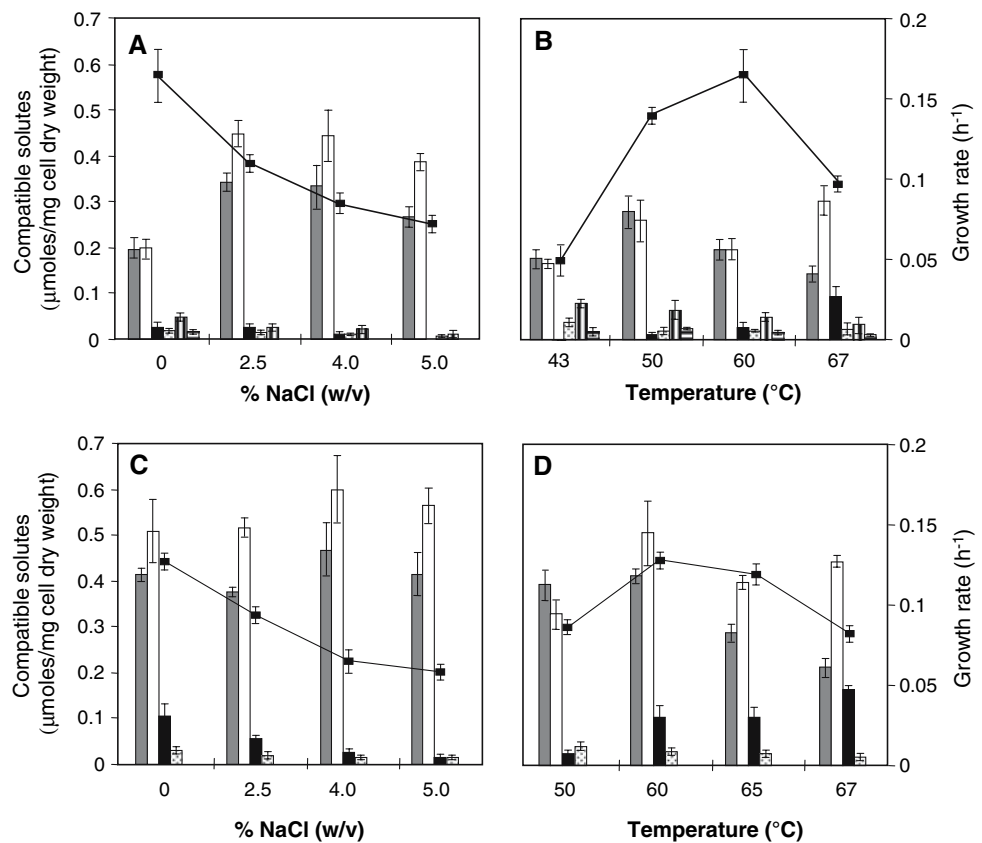 A
B
Compatible solutes
(µmoles/mg cell dry weight)
0.7
0.6
0.5
0.4
0.3
0.2
0.1
0
0 2.5 4.0 5.0
% NaCl (w/v)
43 50 60 67
Temperature (°C)
0.2
0.15
0.1
0.05
0
Growth rate (h-1)
C
D
Compatible solutes
(µmoles/mg cell dry weight)
0.7
0.6
0.5
0.4
0.3
0.2
0.1
0
0 2.5 4.0 5.0
% NaCl (w/v)
50 60 65 67
Temperature (°C)
0.2
0.15
0.1
0.05
0
Growth rate (h-1)